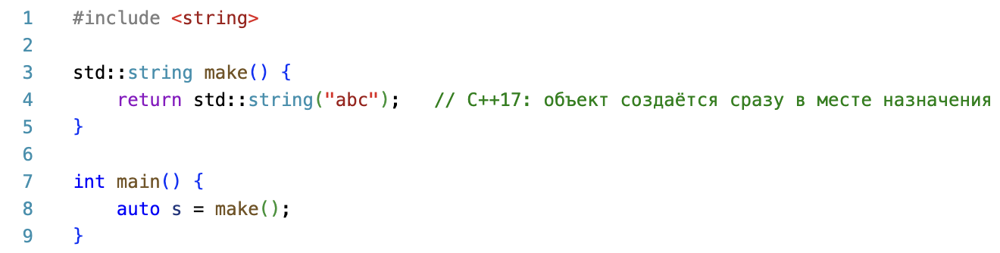 1 #include <string>
2
3 std::string make() {
4     return std::string("abc");   // C++17: объект создаётся сразу в месте назначения
5 }
6
7 int main() {
8     auto s = make();
9 }